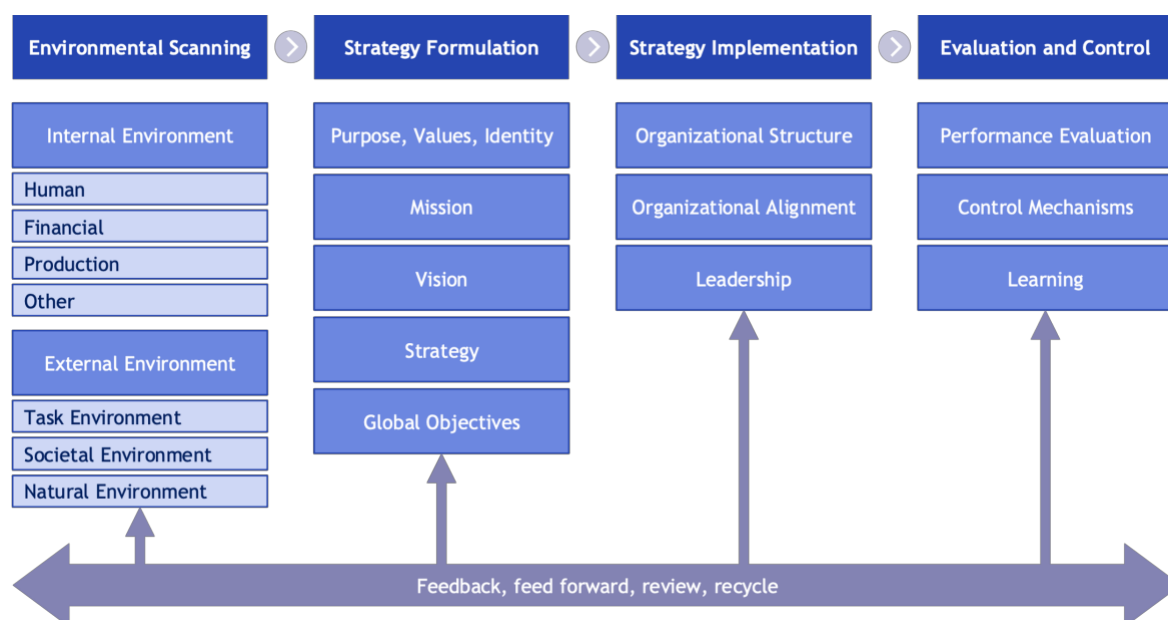 Environmental Scanning
Strategy Formulation
Strategy Implementation
Evaluation and Control
Internal Environment
Human
Financial
Production
Other
External Environment
Task Environment
Societal Environment
Natural Environment
Purpose, Values, Identity
Mission
Vision
Strategy
Global Objectives
Organizational Structure
Organizational Alignment
Leadership
Performance Evaluation
Control Mechanisms
Learning
Feedback, feed forward, review, recycle